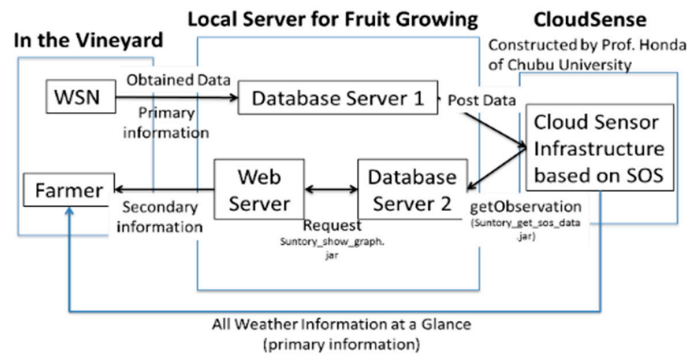 Local Server for Fruit Growing
CloudSense
In the Vineyard
Constructed by Prof. Honda
of Chubu University
WSN
Obtained Data
Primary
information
Database Server 1
Post Data
Cloud Sensor
Infrastructure
based on SOS
Farmer
Secondary
information
Web
Server
Request
Suntory_show_graph.
jar
Database
Server 2
getObservation
(Suntory_get_sos_data
.jar)
All Weather Information at a Glance
(primary information)